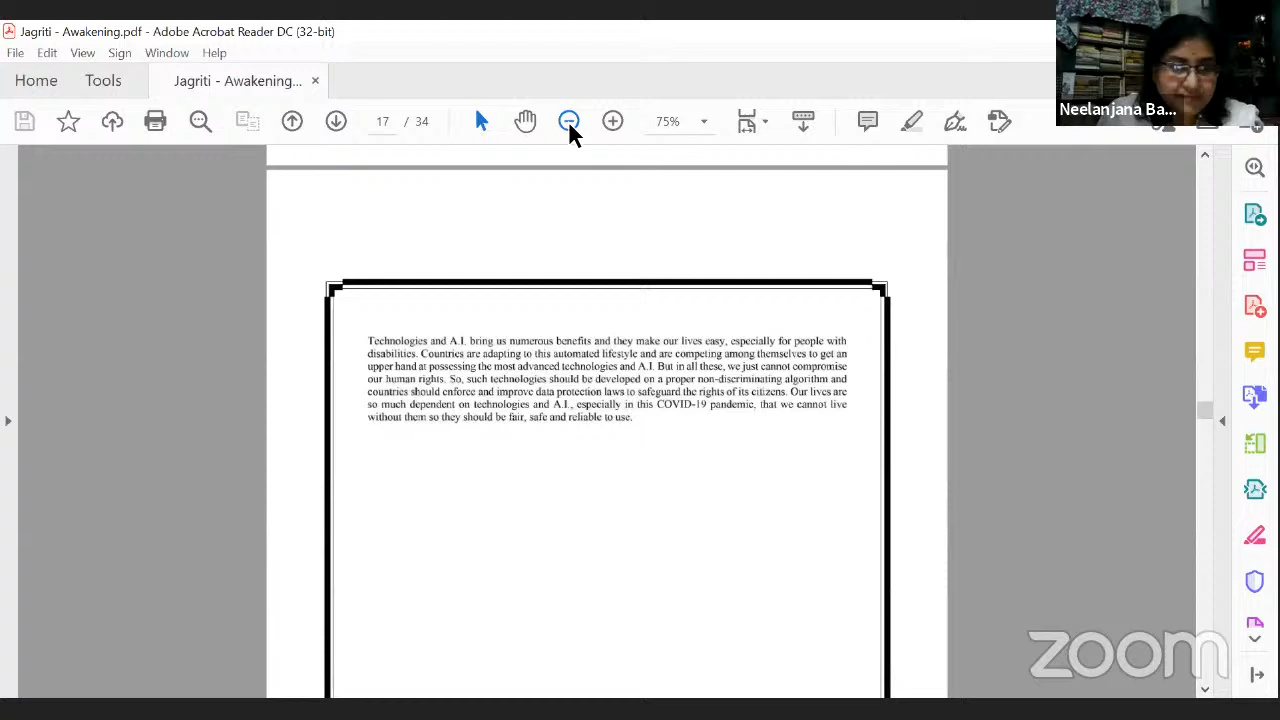 Jagriti - Awakening.pdf - Adobe Acrobat Reader DC (32-bit)
File Edit View Sign Window Help
Home Tools Jagriti - Awakening... ×
17 / 34 75%
Neelanjana Ba...
Technologies and A.I. bring us numerous benefits and they make our lives easy, especially for people with
disabilities. Countries are adapting to this automated lifestyle and are competing among themselves to get an
upper hand at possessing the most advanced technologies and A.I. But in all these, we just cannot compromise
our human rights. So, such technologies should be developed on a proper non-discriminating algorithm and
countries should enforce and improve data protection laws to safeguard the rights of its citizens. Our lives are
so much dependent on technologies and A.I., especially in this COVID-19 pandemic, that we cannot live
without them so they should be fair, safe and reliable to use.
zoom